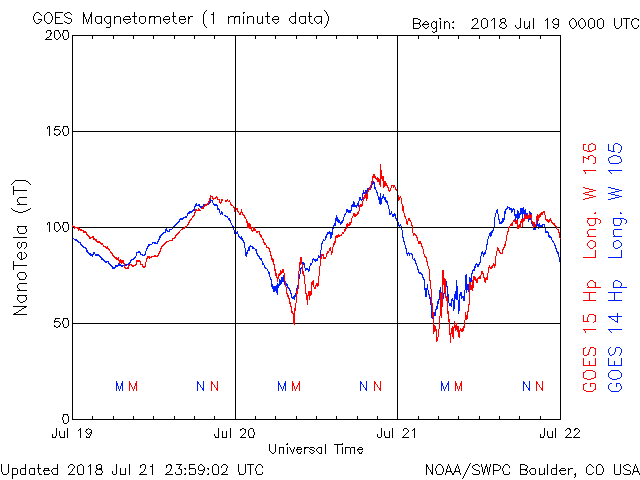 GOES Magnetometer (1 minute data)
Begin: 2018 Jul 19 0000 UTC
200
150
100
50
0
NanoTesla (nT)
M M N N M M N N M M N N
Jul 19 Jul 20 Jul 21 Jul 22
Universal Time
GOES 15 Hp Long. W 136
GOES 14 Hp Long. W 105
Updated 2018 Jul 21 23:59:02 UTC
NOAA/SWPC Boulder, CO USA